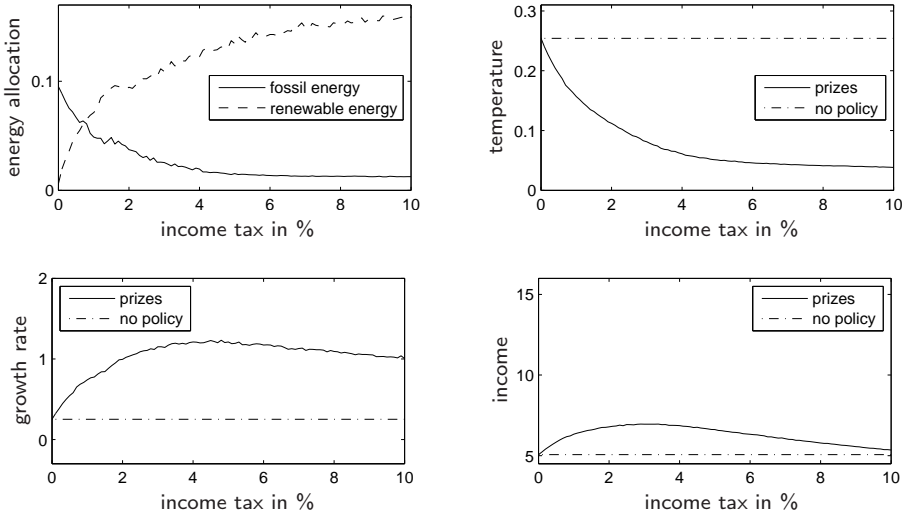 energy allocation
0.1
0
fossil energy
renewable energy
0 2 4 6 8 10
income tax in %
temperature
0.3
0.2
0.1
0
prizes
no policy
0 2 4 6 8 10
income tax in %
growth rate
2
1
0
prizes
no policy
0 2 4 6 8 10
income tax in %
income
15
10
5
prizes
no policy
0 2 4 6 8 10
income tax in %